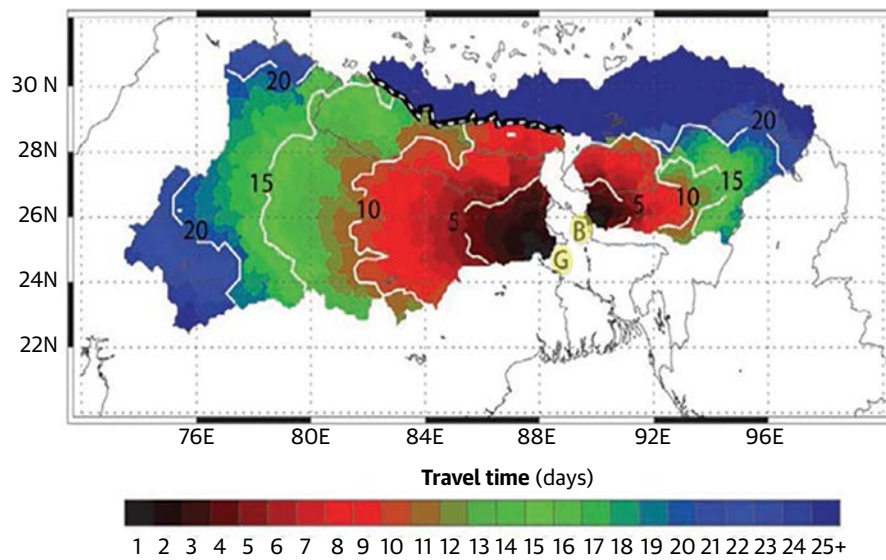 30 N
20
20
28N
15
15
10
10
5
5
26N
20
B
G
24N
22N
76E 80E 84E 88E 92E 96E
Travel time (days)
1 2 3 4 5 6 7 8 9 10 11 12 13 14 15 16 17 18 19 20 21 22 23 24 25+